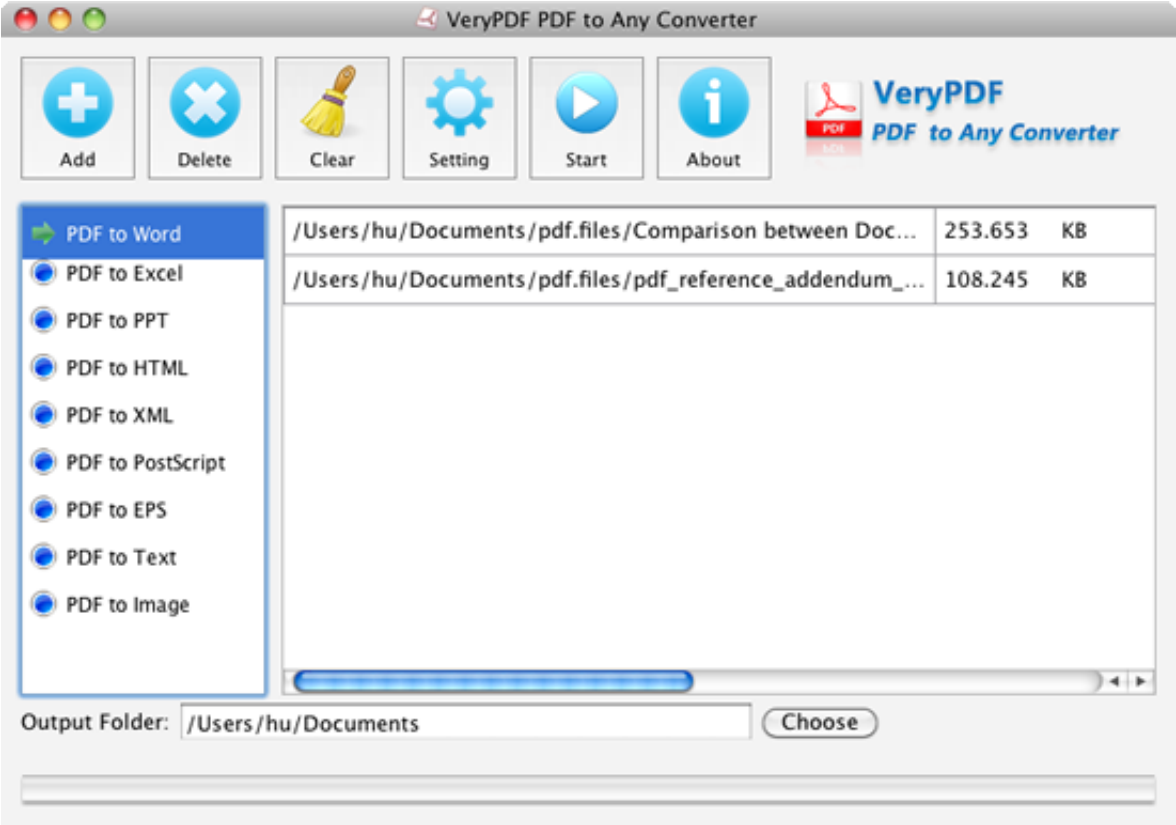 VeryPDF PDF to Any Converter
Add
Delete
Clear
Setting
Start
About
PDF
VeryPDF
PDF to Any Converter
PDF to Word
PDF to Excel
PDF to PPT
PDF to HTML
PDF to XML
PDF to PostScript
PDF to EPS
PDF to Text
PDF to Image
/Users/hu/Documents/pdf.files/Comparison between Doc... 253.653 KB
/Users/hu/Documents/pdf.files/pdf_reference_addendum_... 108.245 KB
Output Folder: /Users/hu/Documents Choose